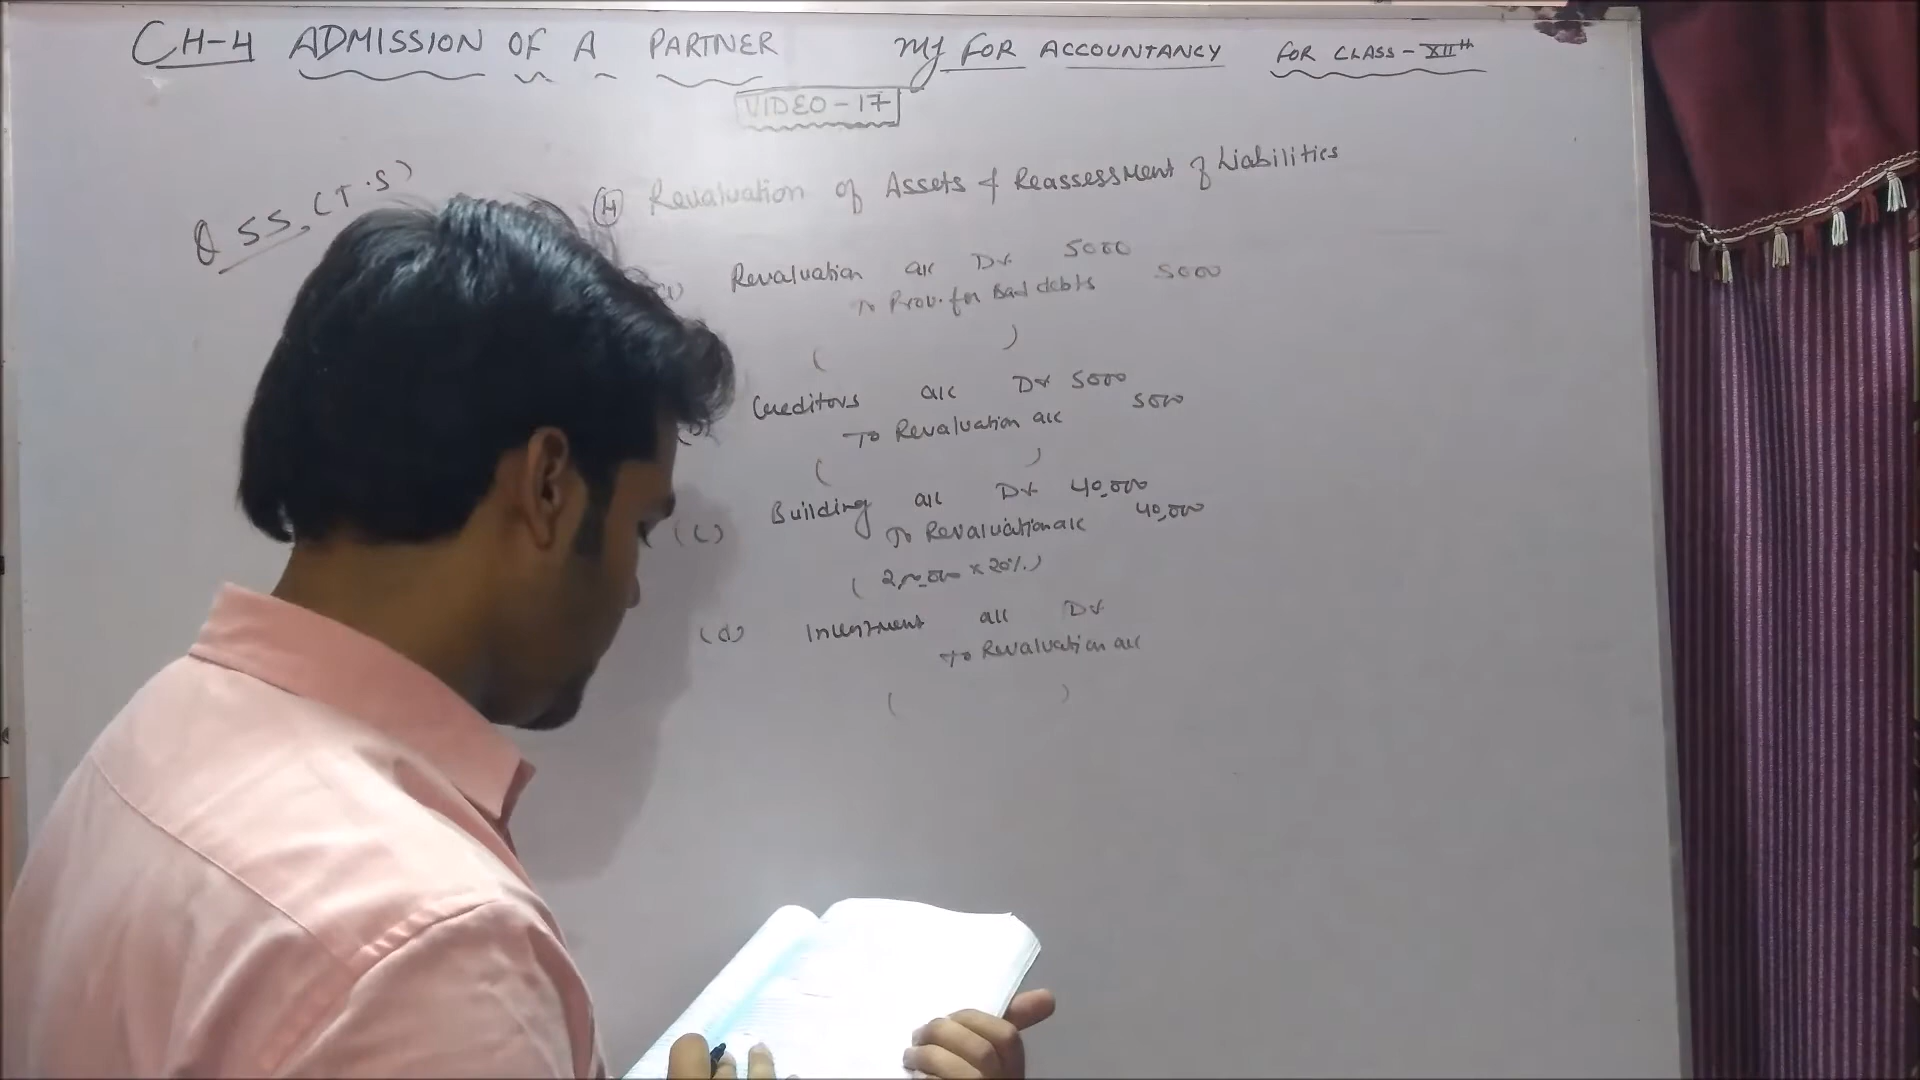 CH-4 ADMISSION OF A PARTNER MJ FOR ACCOUNTANCY FOR CLASS - XIIth
VIDEO - 17
Q 55. (T.S)
(4) Revaluation of Assets & Reassessment of Liabilities
Revaluation a/c Dr 5000
To Prov. for Bad debts 5000
( )
(b) Creditors a/c Dr 5000
To Revaluation a/c 5000
( )
(c) Building a/c Dr 40,000
To Revaluation a/c 40,000
( 2,00,000 x 20%. )
(d) Investment a/c Dr
To Revaluation a/c
( )